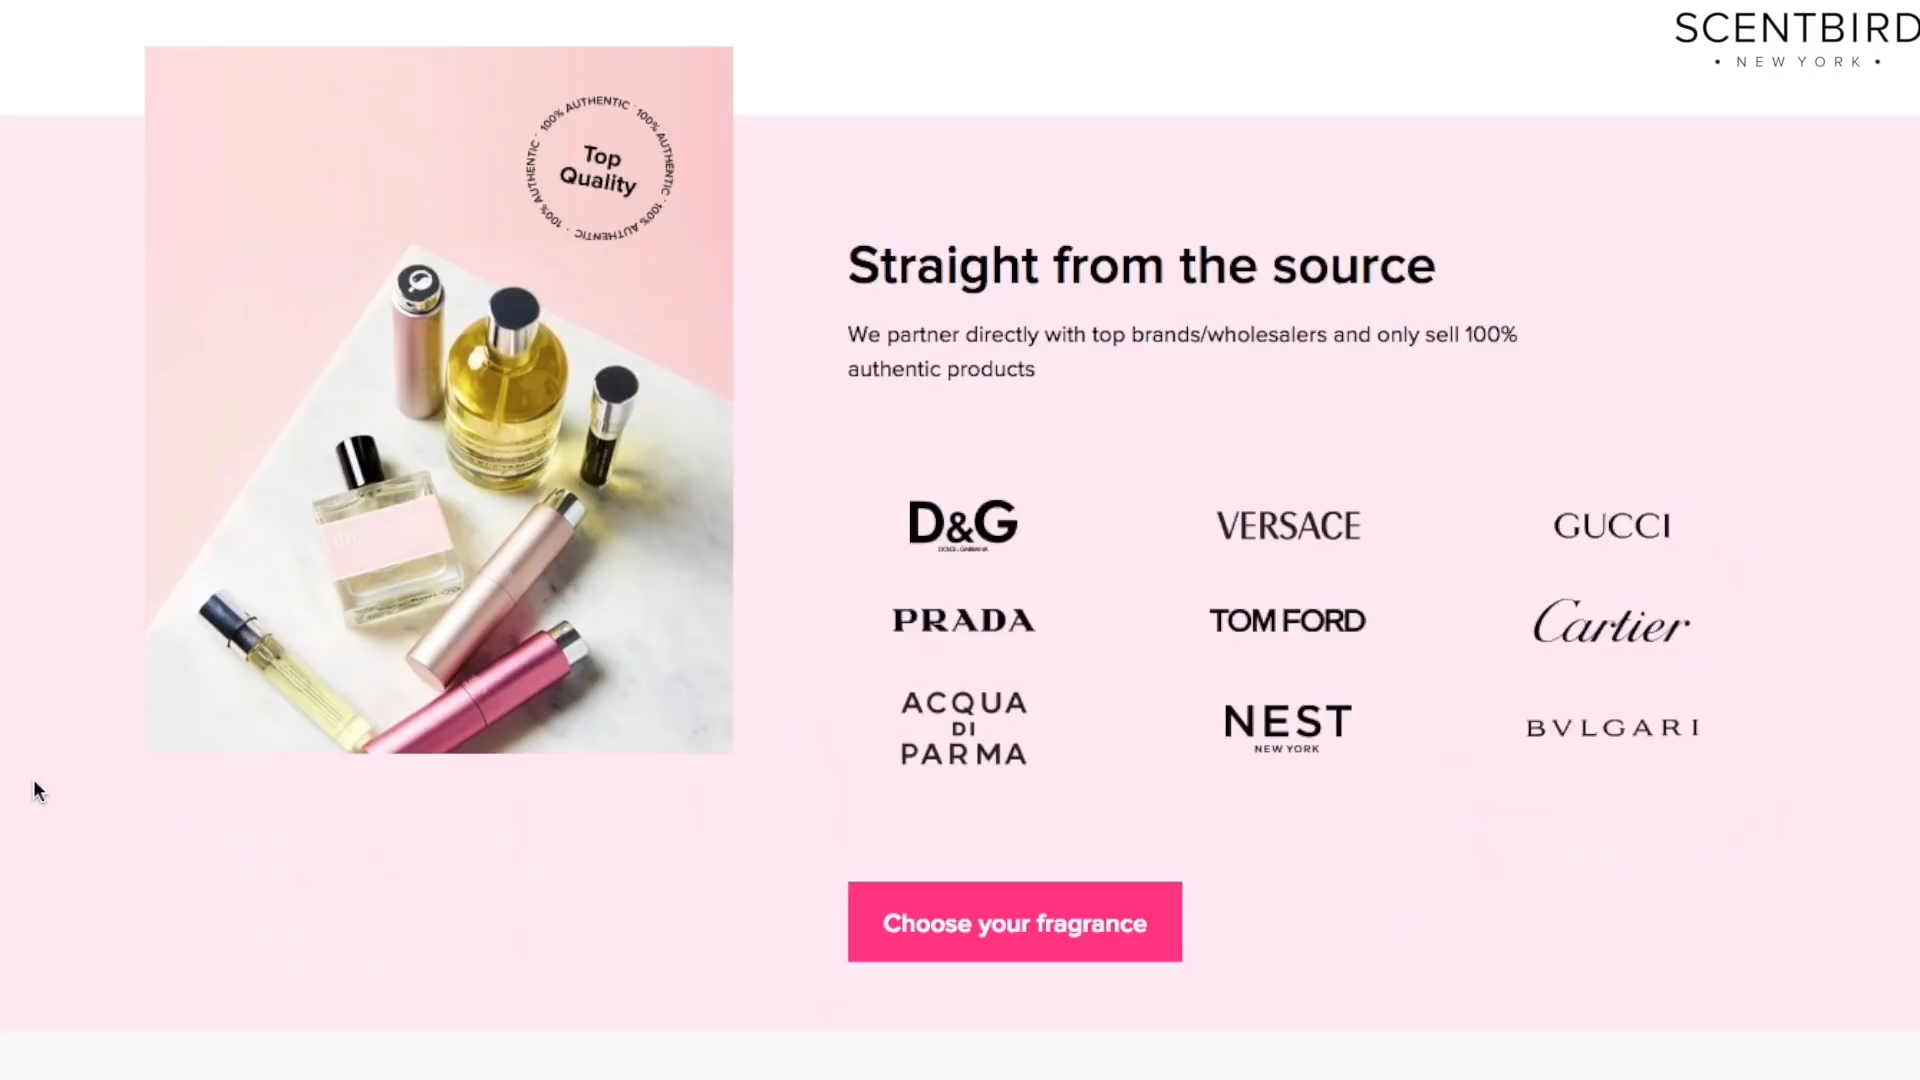 SCENTBIRD
• NEW YORK •
100% AUTHENTIC · 100% AUTHENTIC · 100% AUTHENTIC · 100% AUTHENTIC ·
Top
Quality
Straight from the source
We partner directly with top brands/wholesalers and only sell 100%
authentic products
D&G
DOLCE & GABBANA
VERSACE
GUCCI
PRADA
TOM FORD
Cartier
ACQUA
DI
PARMA
NEST
NEW YORK
BVLGARI
Choose your fragrance